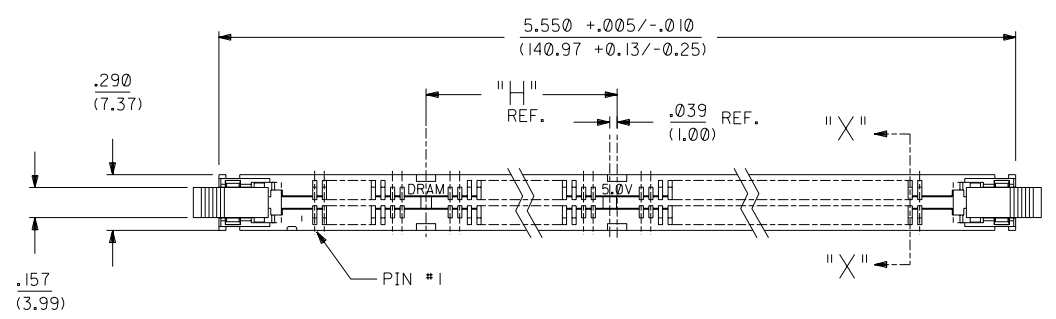 5.550 +.005/-.010
(140.97 +0.13/-0.25)
.290
(7.37)
"H"
REF.
.039 REF.
(1.00)
"X"
DRAM
5.0V
PIN #1
"X"
.157
(3.99)